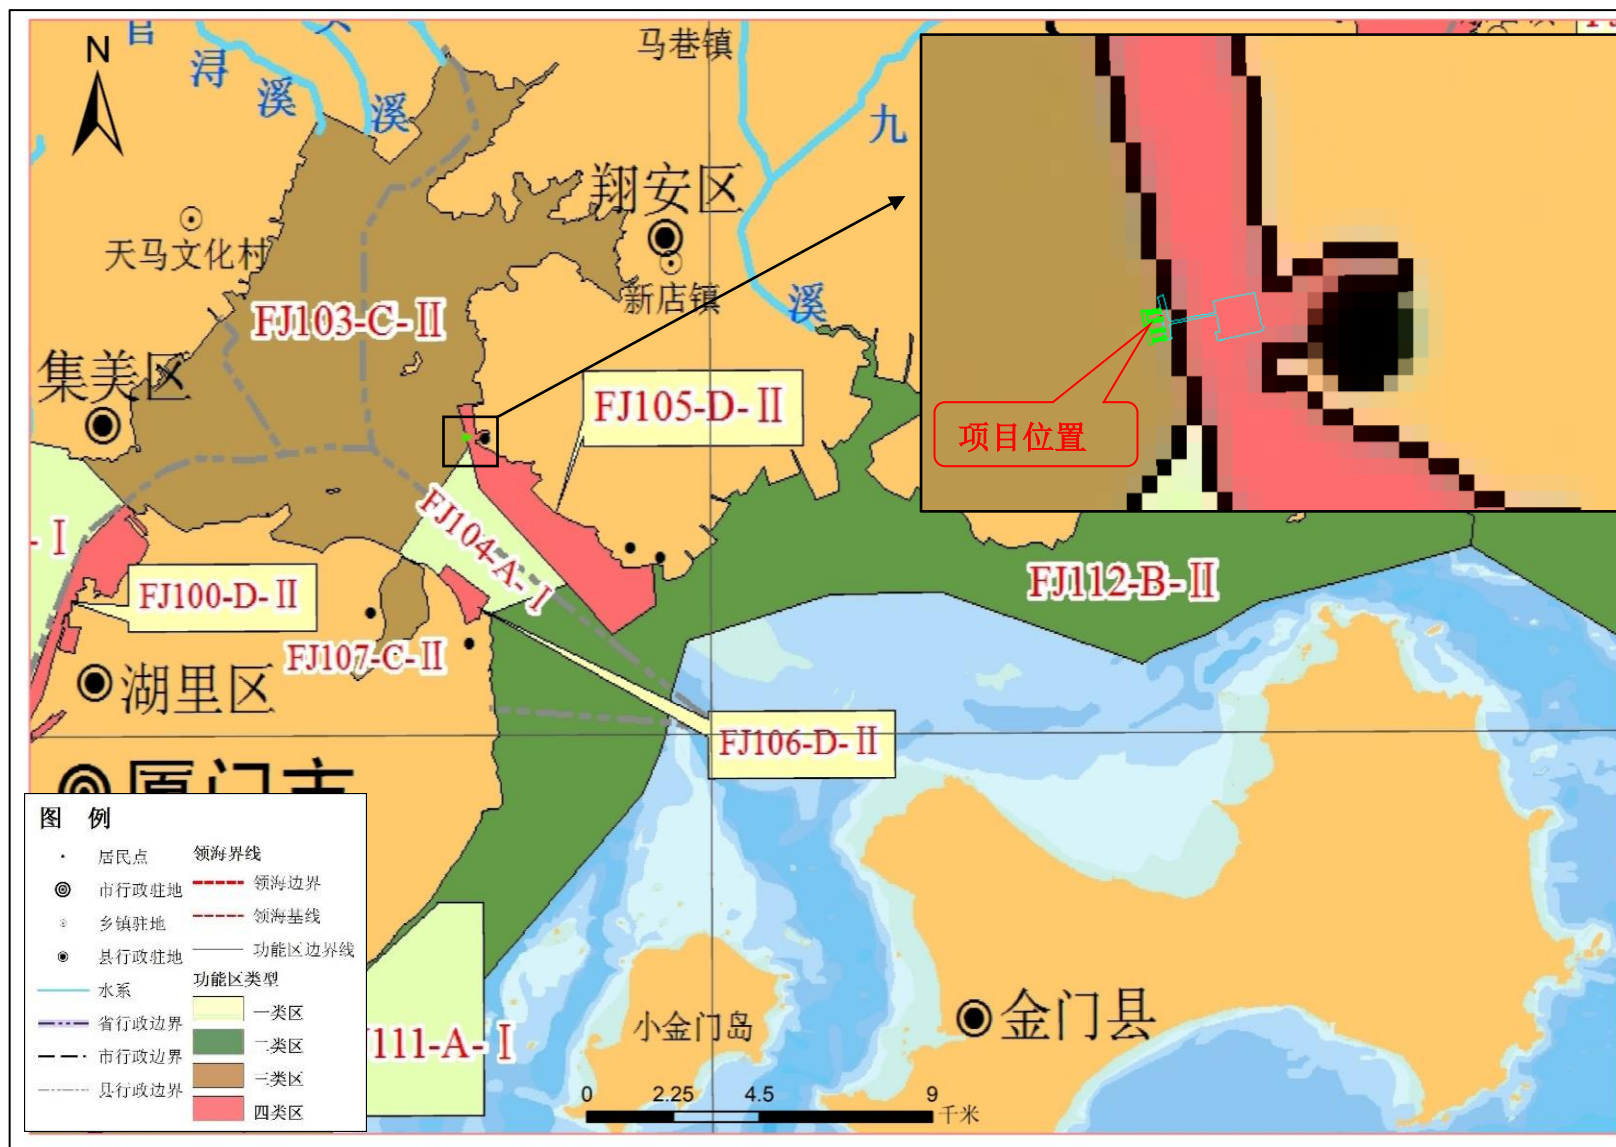 N
官
浔
溪
溪
马巷镇
九
溪
翔安区
新店镇
天马文化村
FJ103-C-Ⅱ
集美区
FJ105-D-Ⅱ
项目位置
FJ104-A-Ⅰ
-Ⅰ
FJ100-D-Ⅱ
FJ112-B-Ⅱ
FJ107-C-Ⅱ
湖里区
FJ106-D-Ⅱ
厦门市
图 例
居民点
市行政驻地
乡镇驻地
县行政驻地
水系
省行政边界
市行政边界
县行政边界
领海界线
领海边界
领海基线
功能区边界线
功能区类型
一类区
二类区
三类区
四类区
111-A-Ⅰ
小金门岛
金门县
0 2.25 4.5 9
千米